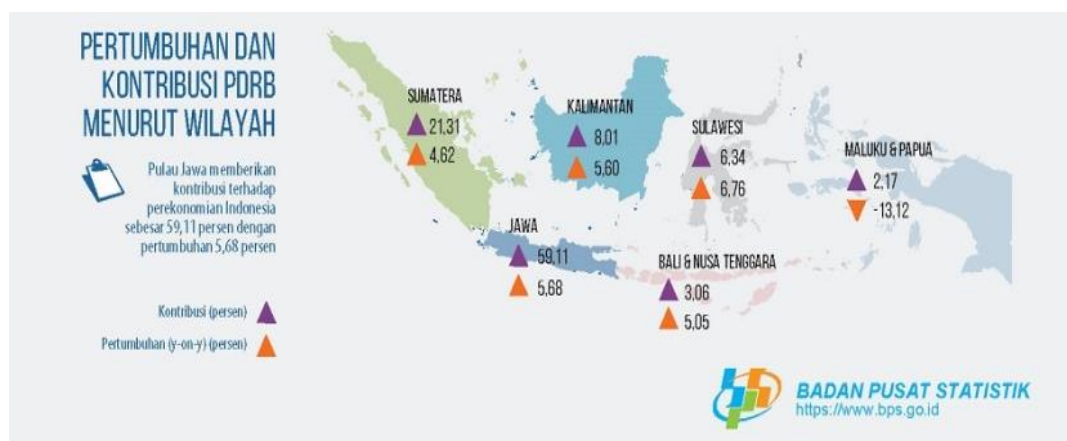 PERTUMBUHAN DAN
KONTRIBUSI PDRB
MENURUT WILAYAH
Pulau Jawa memberikan
kontribusi terhadap
perekonomian Indonesia
sebesar 59,11 persen dengan
pertumbuhan 5,68 persen
Kontribusi (persen)
Pertumbuhan (y-on-y) (persen)
SUMATERA
21,31
4,62
KALIMANTAN
8,01
5,60
SULAWESI
6,34
6,76
MALUKU & PAPUA
2,17
-13,12
JAWA
59,11
5,68
BALI & NUSA TENGGARA
3,06
5,05
BADAN PUSAT STATISTIK
https://www.bps.go.id